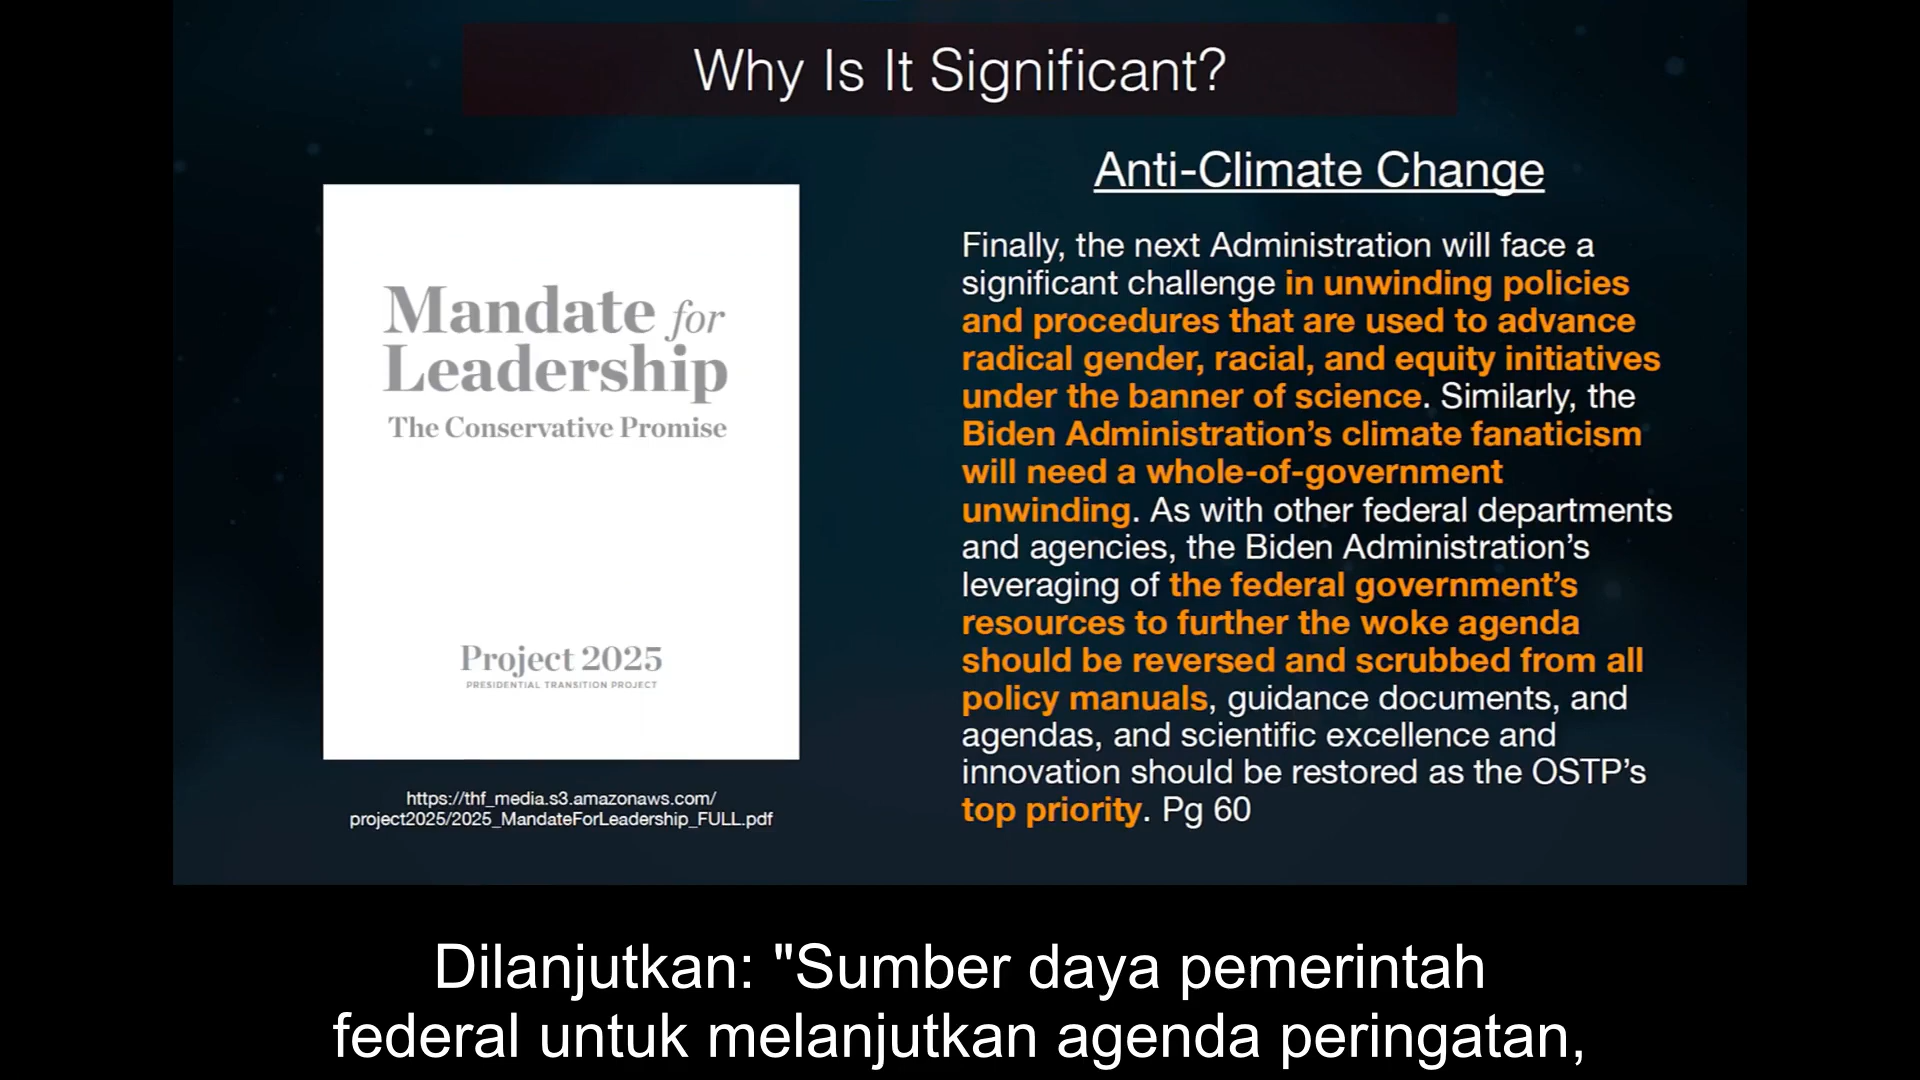 Why Is It Significant?
Mandate for
Leadership
The Conservative Promise
Project 2025
PRESIDENTIAL TRANSITION PROJECT
https://thf_media.s3.amazonaws.com/
project2025/2025_MandateForLeadership_FULL.pdf
Anti-Climate Change
Finally, the next Administration will face a
significant challenge in unwinding policies
and procedures that are used to advance
radical gender, racial, and equity initiatives
under the banner of science. Similarly, the
Biden Administration’s climate fanaticism
will need a whole-of-government
unwinding. As with other federal departments
and agencies, the Biden Administration’s
leveraging of the federal government’s
resources to further the woke agenda
should be reversed and scrubbed from all
policy manuals, guidance documents, and
agendas, and scientific excellence and
innovation should be restored as the OSTP’s
top priority. Pg 60
Dilanjutkan: "Sumber daya pemerintah
federal untuk melanjutkan agenda peringatan,